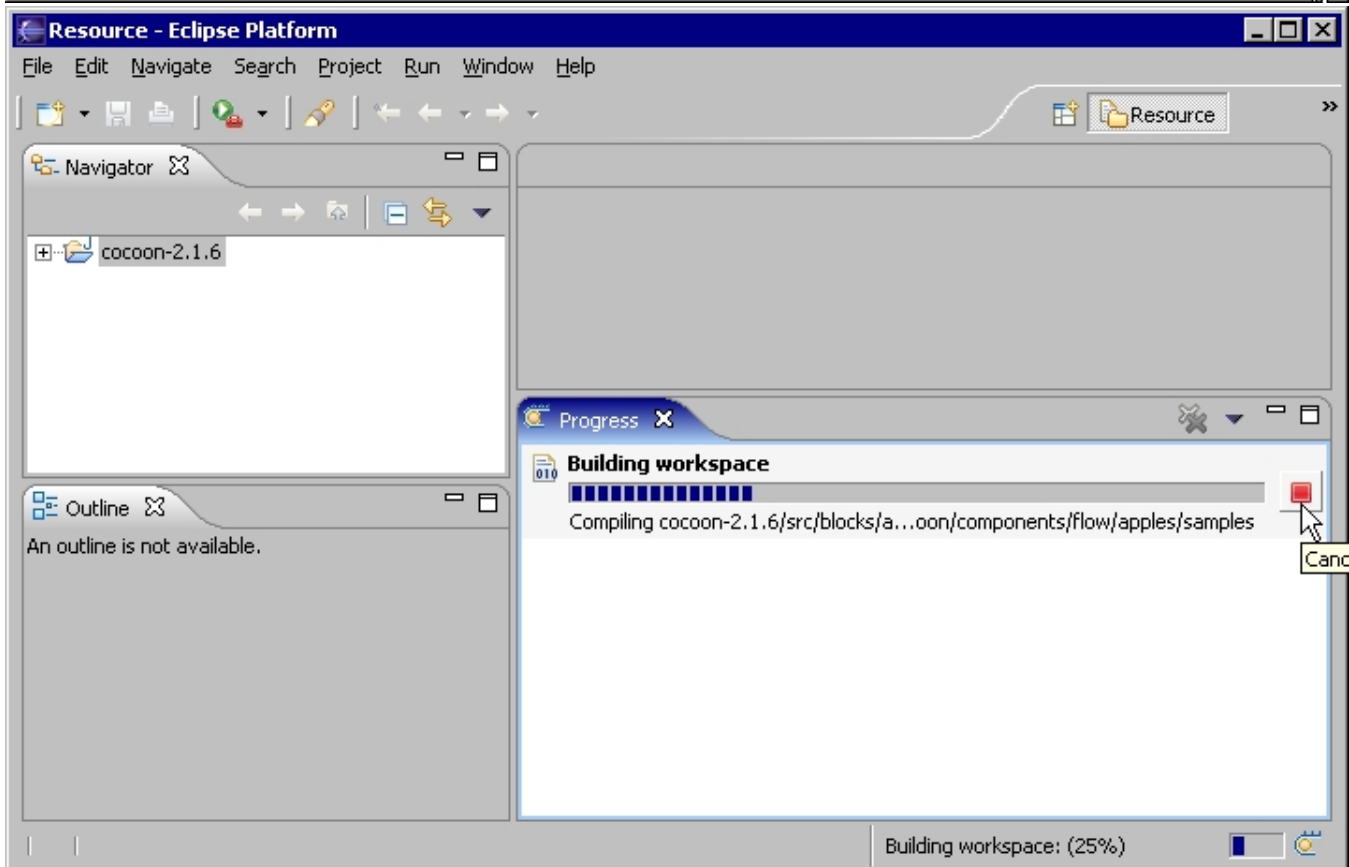 Resource - Eclipse Platform
File Edit Navigate Search Project Run Window Help
Resource »
Navigator
cocoon-2.1.6
Progress
010 Building workspace
Compiling cocoon-2.1.6/src/blocks/a...oon/components/flow/apples/samples
Canc
Outline
An outline is not available.
Building workspace: (25%)